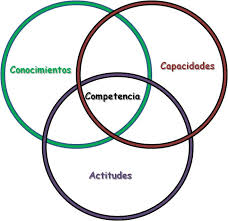 Conocimientos
Capacidades
Competencia
Actitudes